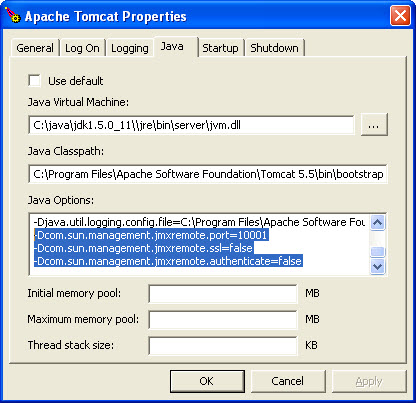 Apache Tomcat Properties
General Log On Logging Java Startup Shutdown
Use default
Java Virtual Machine:
C:\java\jdk1.5.0_11\\jre\bin\server\jvm.dll ...
Java Classpath:
C:\Program Files\Apache Software Foundation\Tomcat 5.5\bin\bootstrap
Java Options:
-Djava.util.logging.config.file=C:\Program Files\Apache Software Fou
-Dcom.sun.management.jmxremote.port=10001
-Dcom.sun.management.jmxremote.ssl=false
-Dcom.sun.management.jmxremote.authenticate=false
Initial memory pool: MB
Maximum memory pool: MB
Thread stack size: KB
OK Cancel Apply